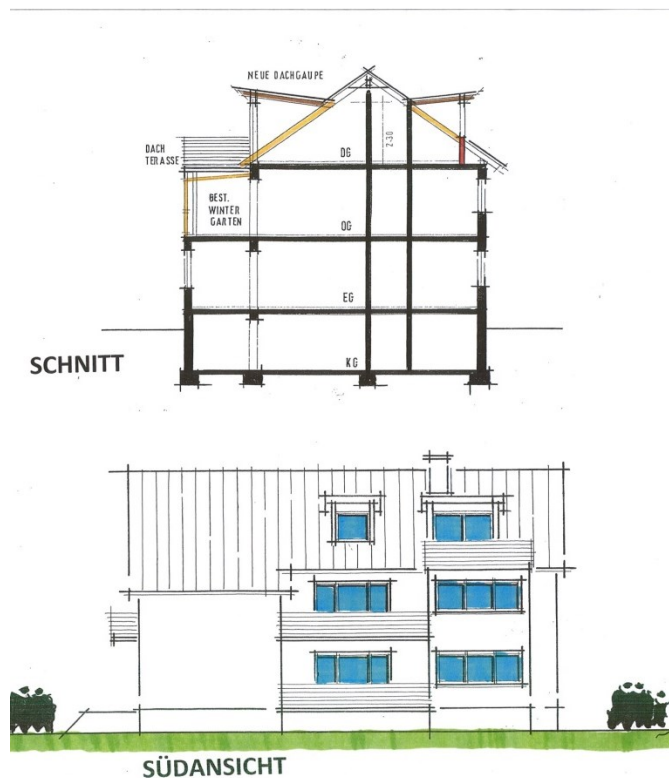 NEUE DACHGAUPE
DACH
TERASSE
DG
2.30
BEST.
WINTER
GARTEN
OG
EG
SCHNITT
KG
SÜDANSICHT